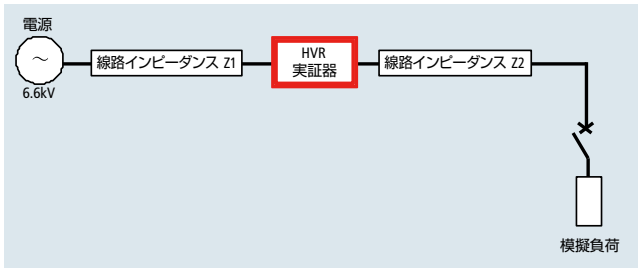 電源
～
6.6kV
線路インピーダンス Z1
HVR
実証器
線路インピーダンス Z2
模擬負荷